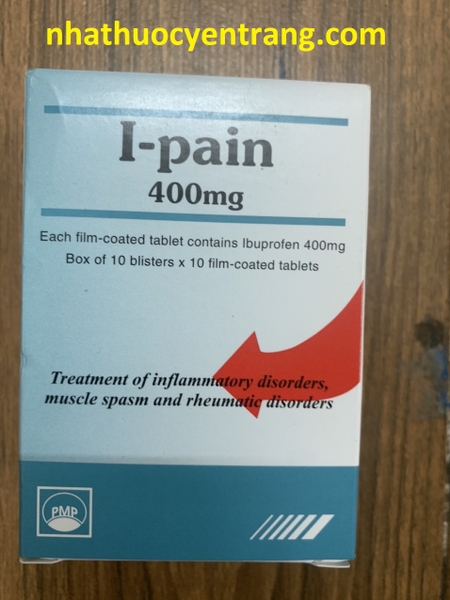 nhathuocyentrang.com
I-pain
400mg
Each film-coated tablet contains Ibuprofen 400mg
Box of 10 blisters x 10 film-coated tablets
Treatment of inflammatory disorders,
muscle spasm and rheumatic disorders
PMP